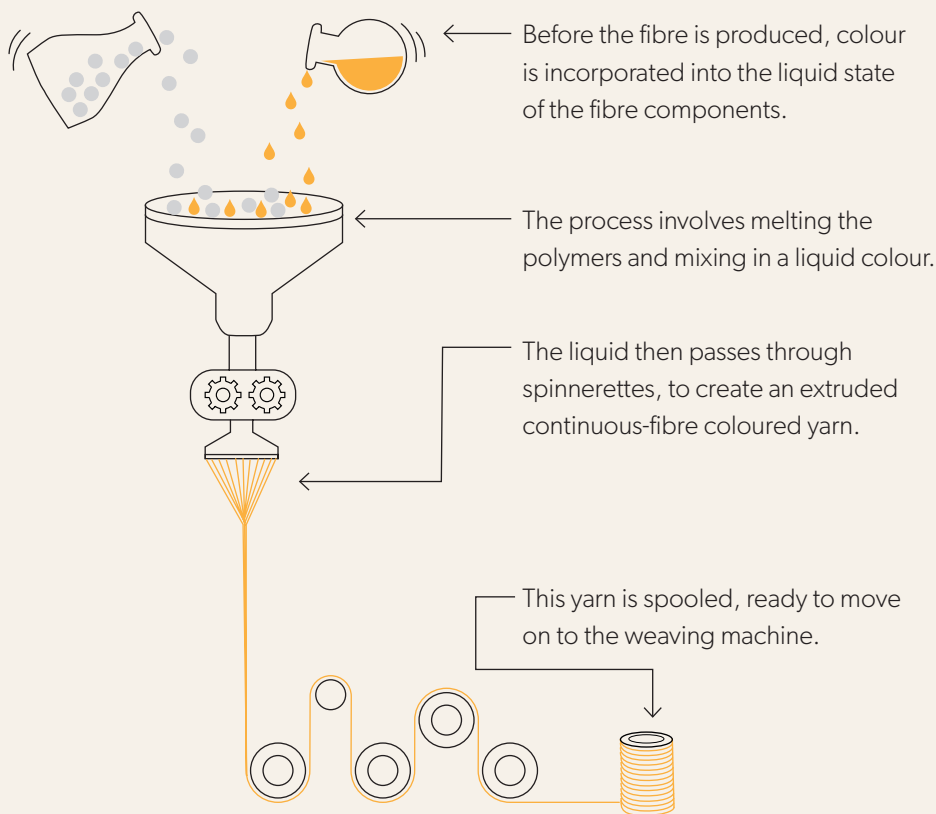 Before the fibre is produced, colour
is incorporated into the liquid state
of the fibre components.
The process involves melting the
polymers and mixing in a liquid colour.
The liquid then passes through
spinnerettes, to create an extruded
continuous-fibre coloured yarn.
This yarn is spooled, ready to move
on to the weaving machine.